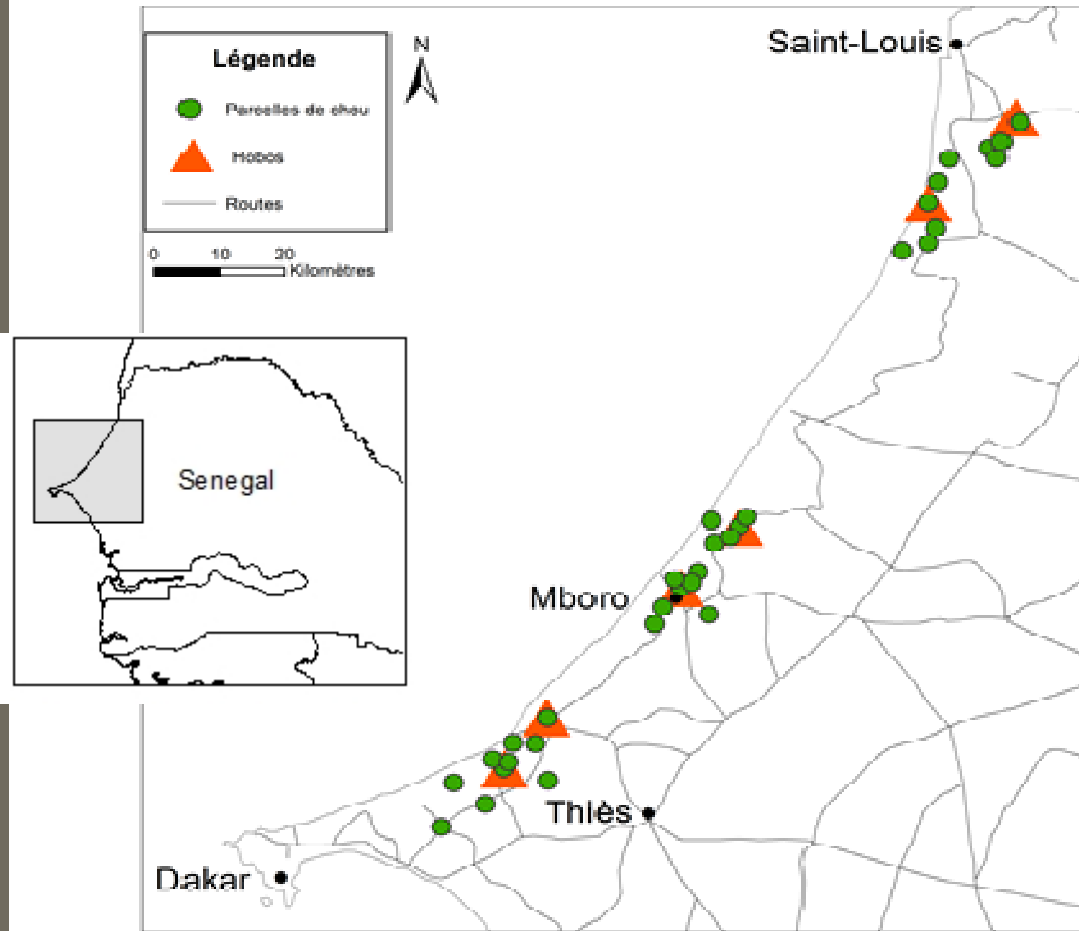 Légende
N
Parcelles de chou
Hobos
Routes
0 10 20
Kilomètres
Saint-Louis
Senegal
Mboro
Thiès
Dakar